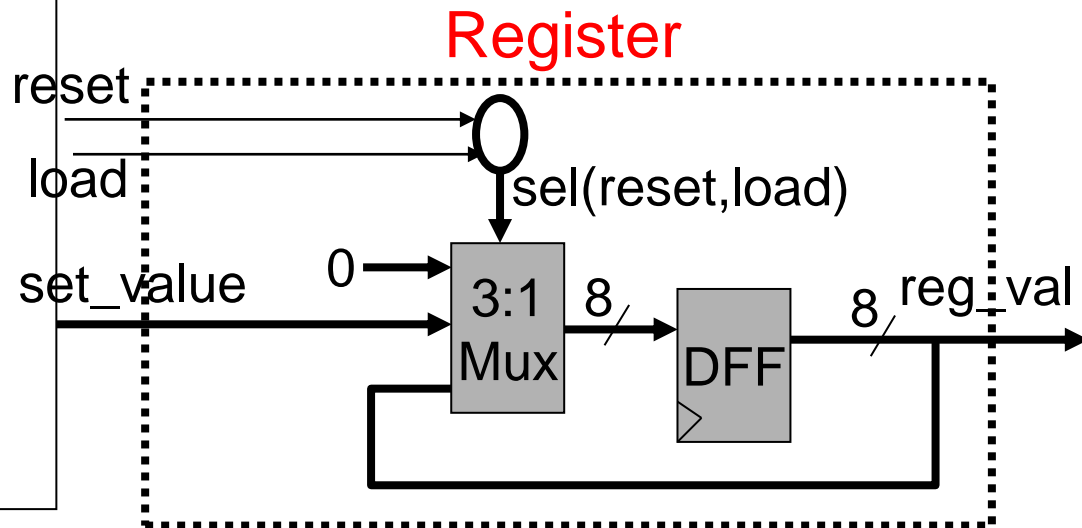 Register
reset
load
sel(reset,load)
set_value
0
3:1
Mux
8
DFF
8
reg_val